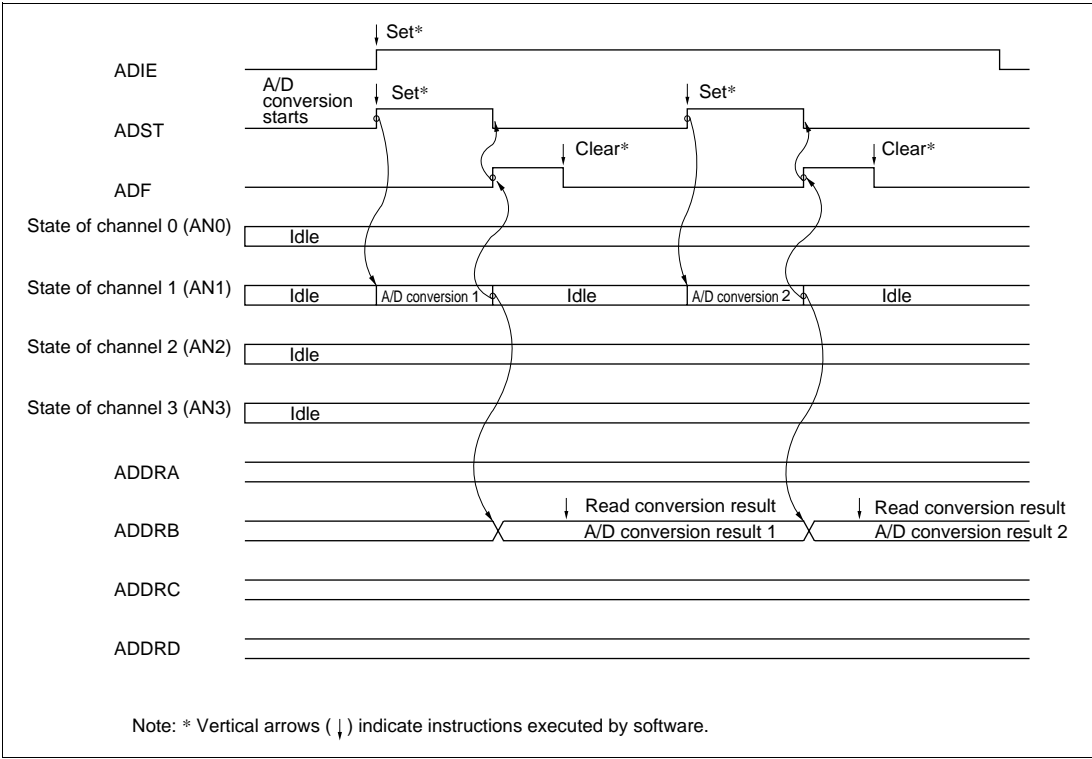 Set*
ADIE
A/D
conversion
starts
Set*
Set*
ADST
Clear*
Clear*
ADF
State of channel 0 (AN0)
Idle
State of channel 1 (AN1)
Idle
A/D conversion 1
Idle
A/D conversion 2
Idle
State of channel 2 (AN2)
Idle
State of channel 3 (AN3)
Idle
ADDRA
Read conversion result
Read conversion result
ADDRB
A/D conversion result 1
A/D conversion result 2
ADDRC
ADDRD
Note: * Vertical arrows ( ↓ ) indicate instructions executed by software.